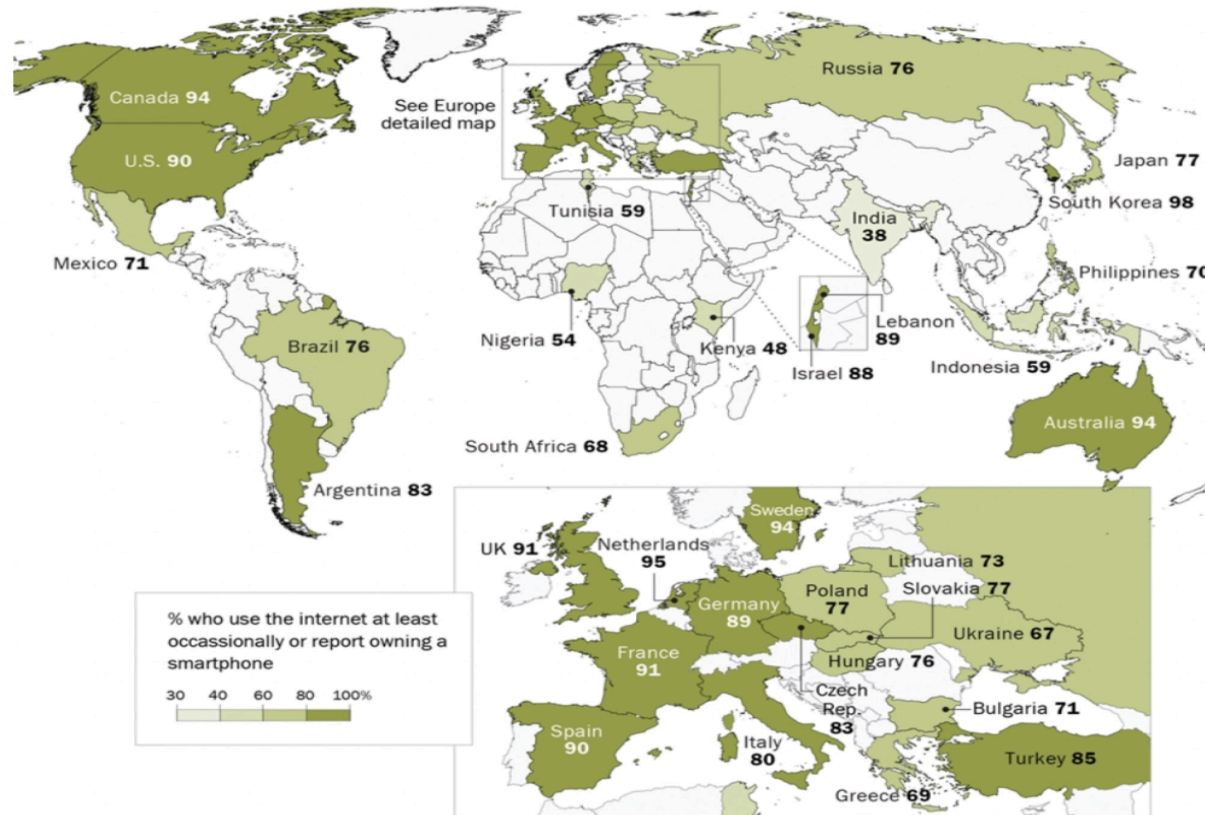 Canada 94
U.S. 90
Mexico 71
Brazil 76
Argentina 83
See Europe
detailed map
Russia 76
Japan 77
South Korea 98
India
38
Philippines 70
Tunisia 59
Nigeria 54
Kenya 48
Lebanon
89
Israel 88
Indonesia 59
South Africa 68
Australia 94
% who use the internet at least
occassionally or report owning a
smartphone
30 40 60 80 100%
Sweden
94
UK 91
Netherlands
95
Lithuania 73
Poland
77
Slovakia 77
Germany
89
Ukraine 67
France
91
Hungary 76
Czech
Rep.
83
Bulgaria 71
Spain
90
Italy
80
Turkey 85
Greece 69